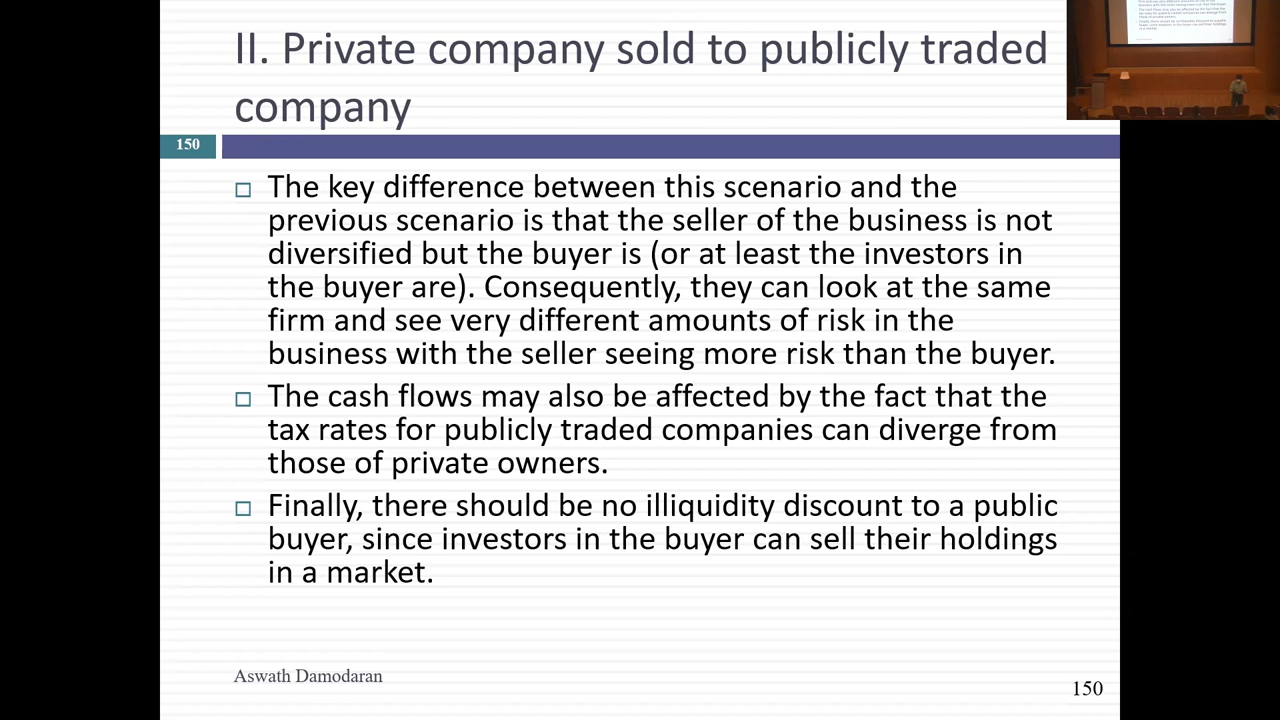 II. Private company sold to publicly traded
company
150
□ The key difference between this scenario and the
previous scenario is that the seller of the business is not
diversified but the buyer is (or at least the investors in
the buyer are). Consequently, they can look at the same
firm and see very different amounts of risk in the
business with the seller seeing more risk than the buyer.
□ The cash flows may also be affected by the fact that the
tax rates for publicly traded companies can diverge from
those of private owners.
□ Finally, there should be no illiquidity discount to a public
buyer, since investors in the buyer can sell their holdings
in a market.
Aswath Damodaran
150